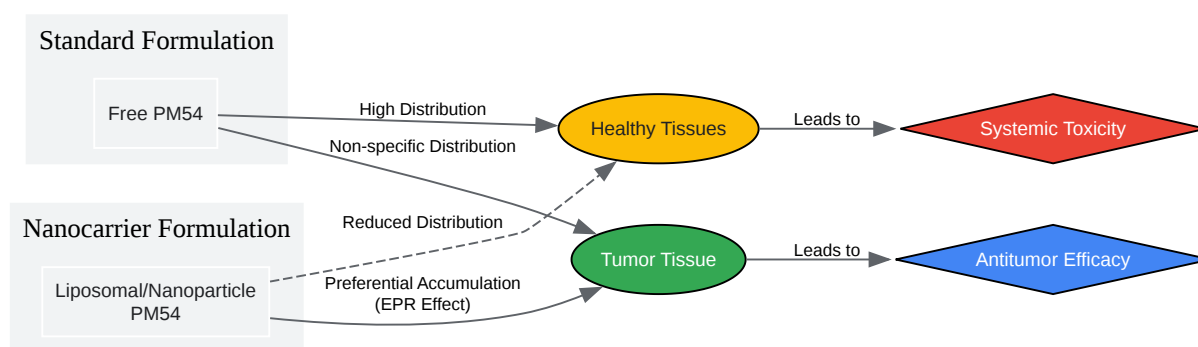 Standard Formulation
Free PM54
High Distribution
Non-specific Distribution
Healthy Tissues
Leads to
Systemic Toxicity
Nanocarrier Formulation
Liposomal/Nanoparticle
PM54
Reduced Distribution
Preferential Accumulation
(EPR Effect)
Tumor Tissue
Leads to
Antitumor Efficacy